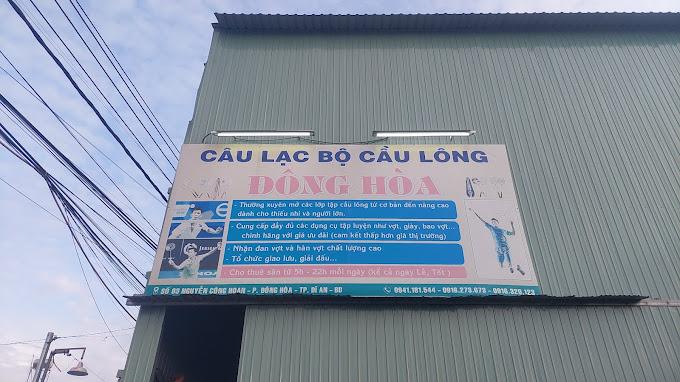 CÂU LẠC BỘ CẦU LÔNG
ĐÔNG HÒA
- Thường xuyên mở các lớp tập cầu lông từ cơ bản đến nâng cao
dành cho thiếu nhi và người lớn.
- Cung cấp đầy đủ các dụng cụ tập luyện như vợt, giày, bao vợt...
chính hãng với giá ưu đãi (cam kết thấp hơn giá thị trường)
- Nhận đan vợt và hàn vợt chất lượng cao
- Tổ chức giao lưu, giải đấu...
- Cho thuê sân từ 5h - 22h mỗi ngày (kể cả ngày Lễ, Tết )
SỐ 93 NGUYỄN CÔNG HOAN - P. ĐÔNG HÒA - TP. DĨ AN - BD
0941.181.544 - 0916.273.673 - 0916.320.123